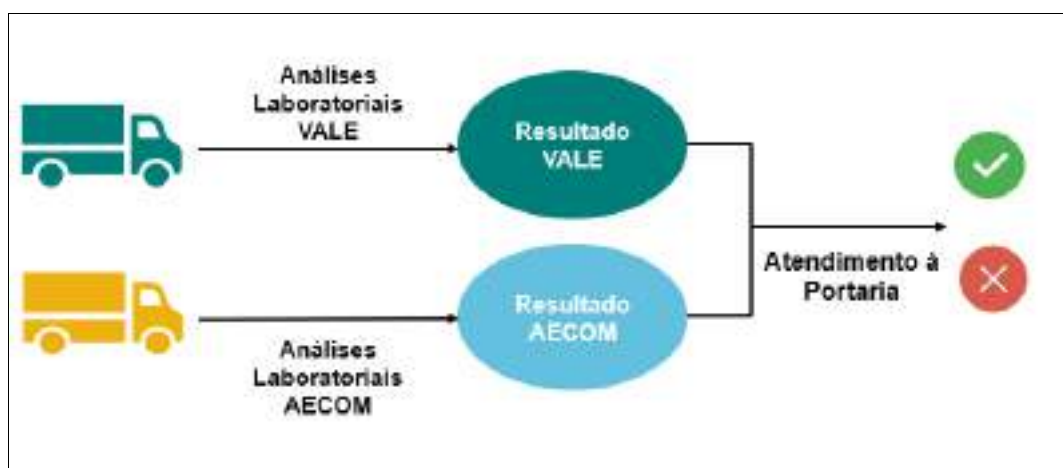 Análises
Laboratoriais
VALE
Resultado
VALE
Atendimento à
Portaria
Resultado
AECOM
Análises
Laboratoriais
AECOM